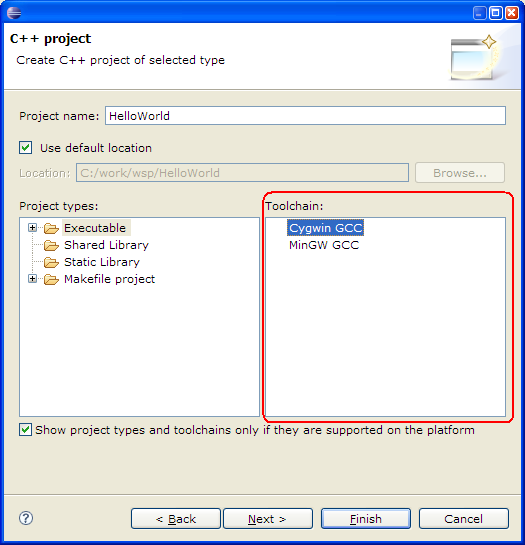 C++ project
Create C++ project of selected type
Project name: HelloWorld
Use default location
Location: C:/work/wsp/HelloWorld Browse...
Project types: Toolchain:
Executable Cygwin GCC
Shared Library MinGW GCC
Static Library
Makefile project
Show project types and toolchains only if they are supported on the platform
? < Back Next > Finish Cancel